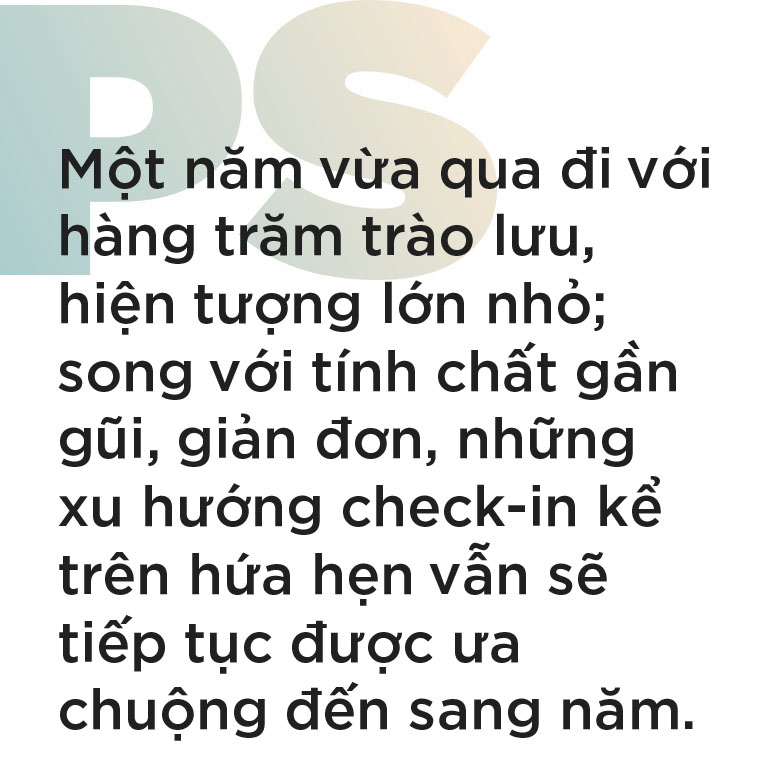 PS
Một năm vừa qua đi với
hàng trăm trào lưu,
hiện tượng lớn nhỏ;
song với tính chất gần
gũi, giản đơn, những
xu hướng check-in kể
trên hứa hẹn vẫn sẽ
tiếp tục được ưa
chuộng đến sang năm.